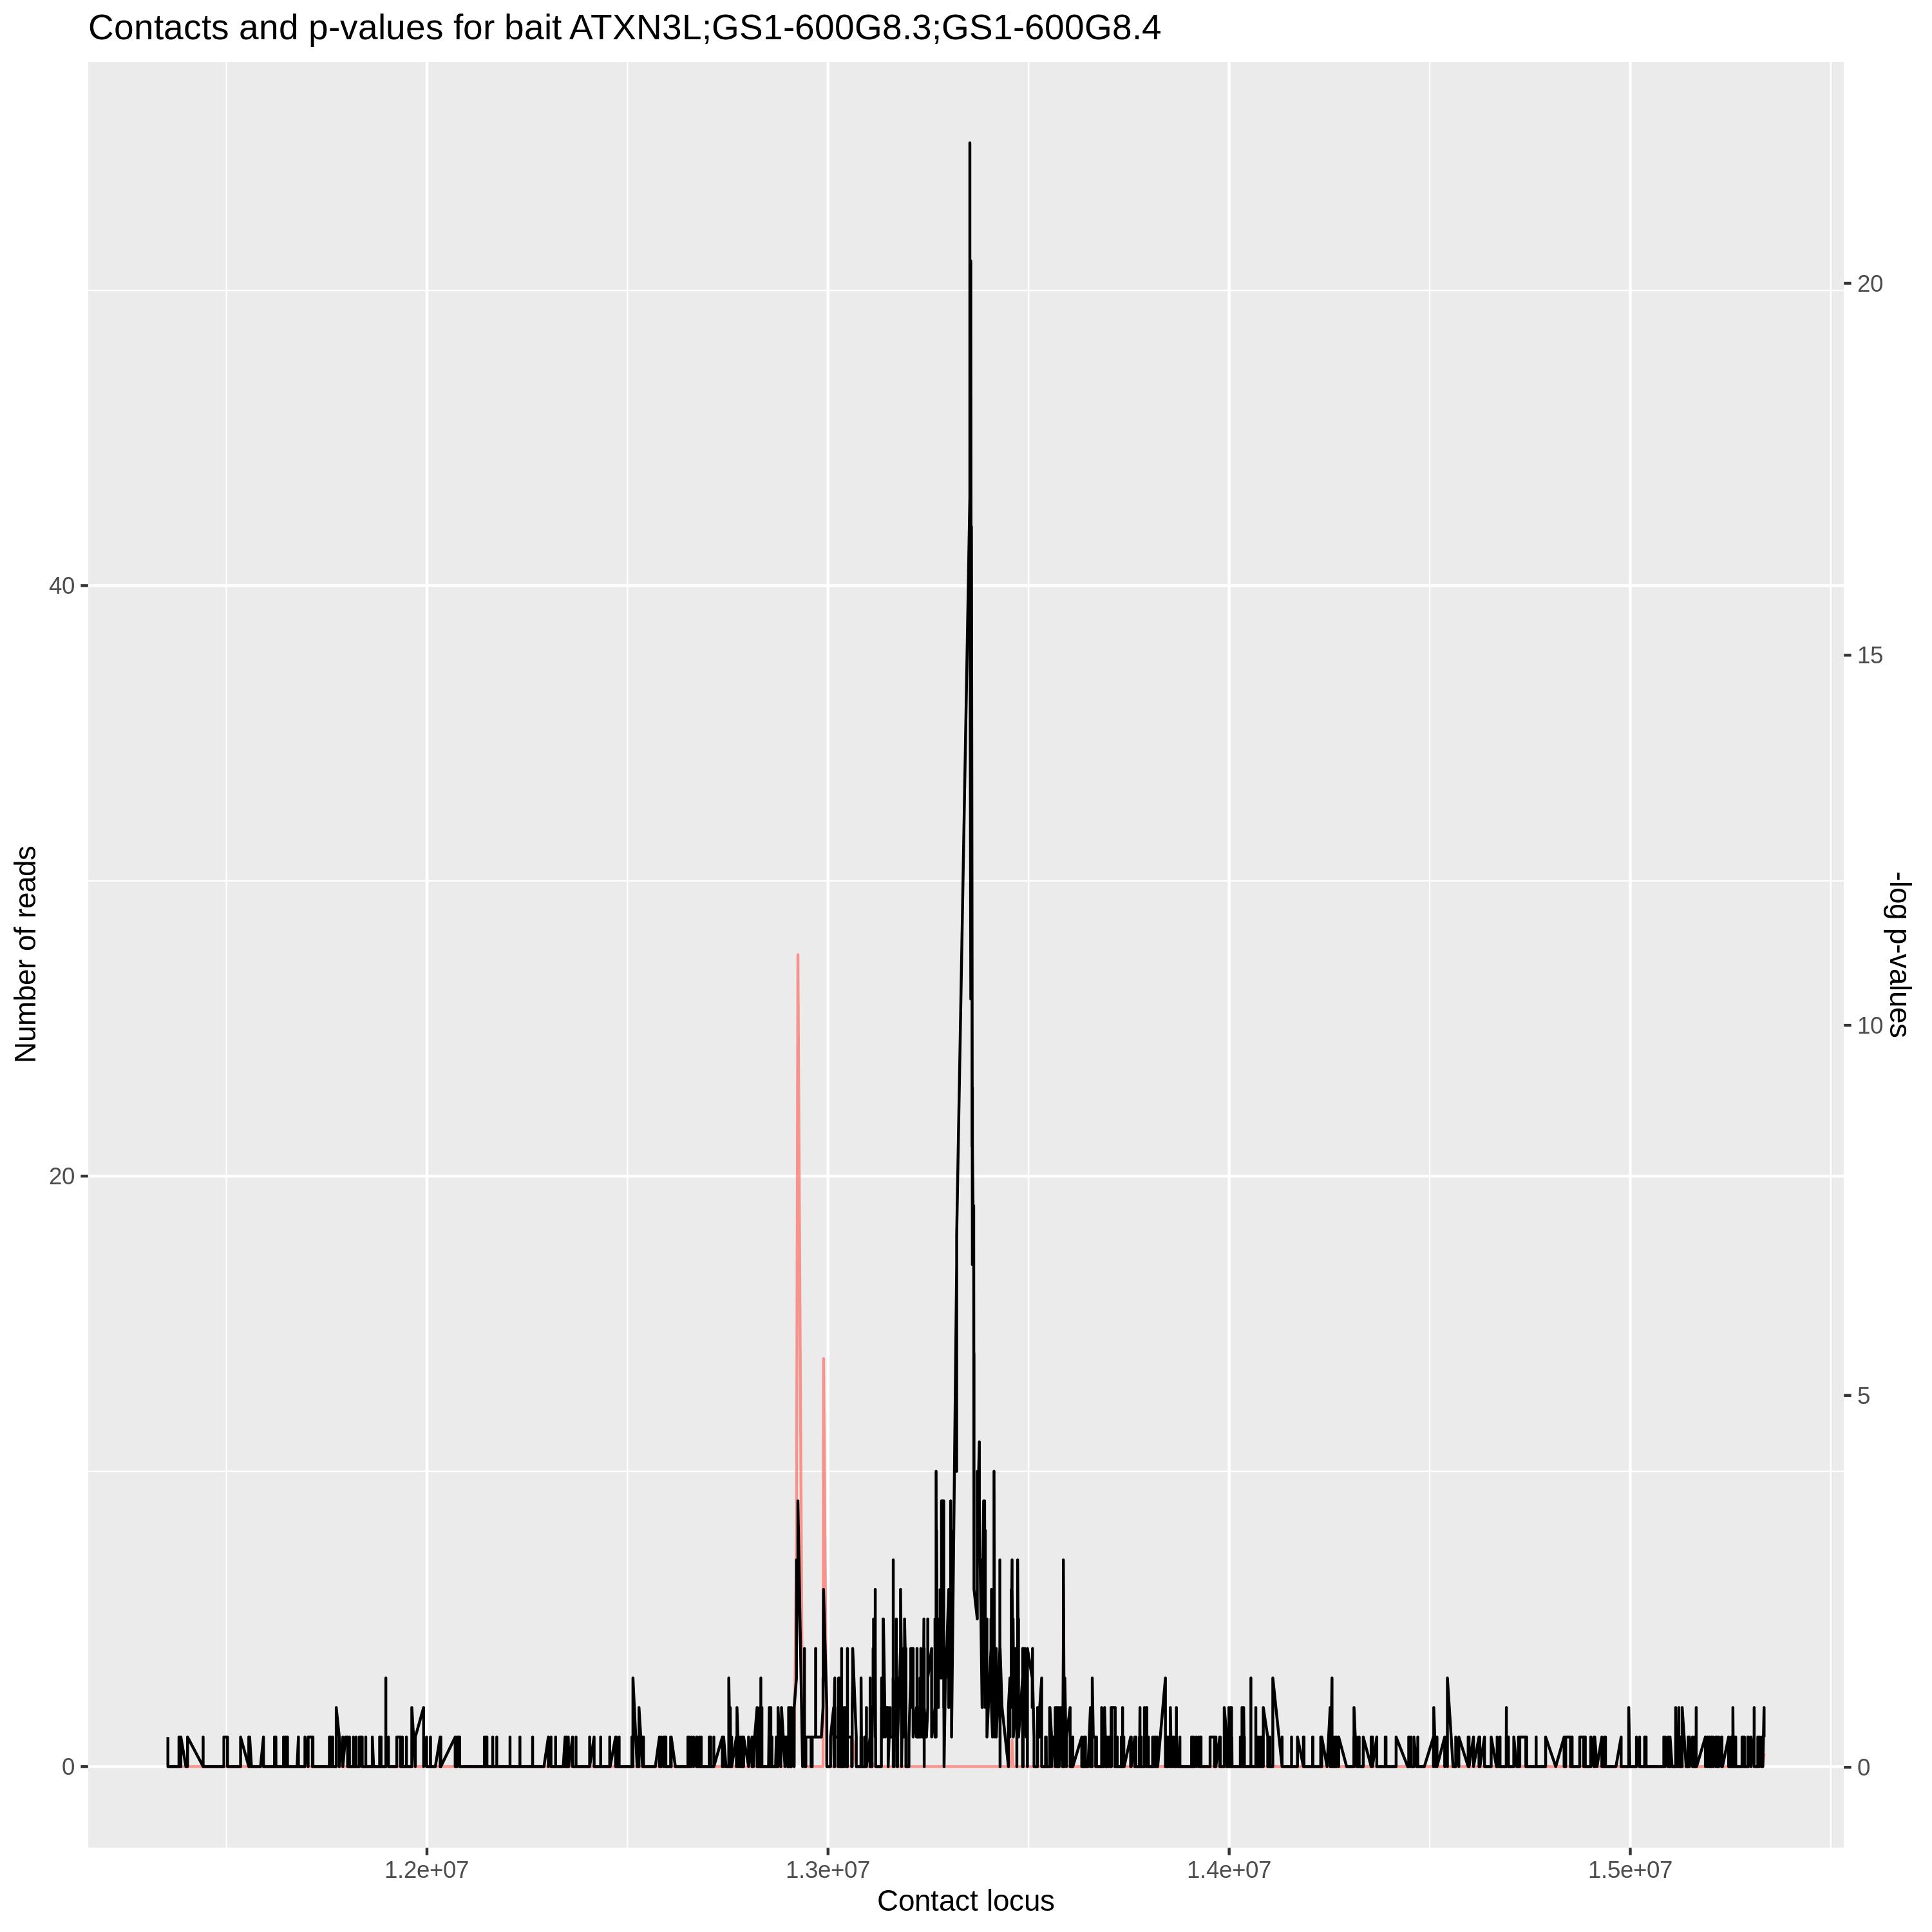 Contacts and p-values for bait ATXN3L;GS1-600G8.3;GS1-600G8.4
Number of reads
40
20
0
20
15
10
5
0
-log p-values
1.2e+07
1.3e+07
1.4e+07
1.5e+07
Contact locus